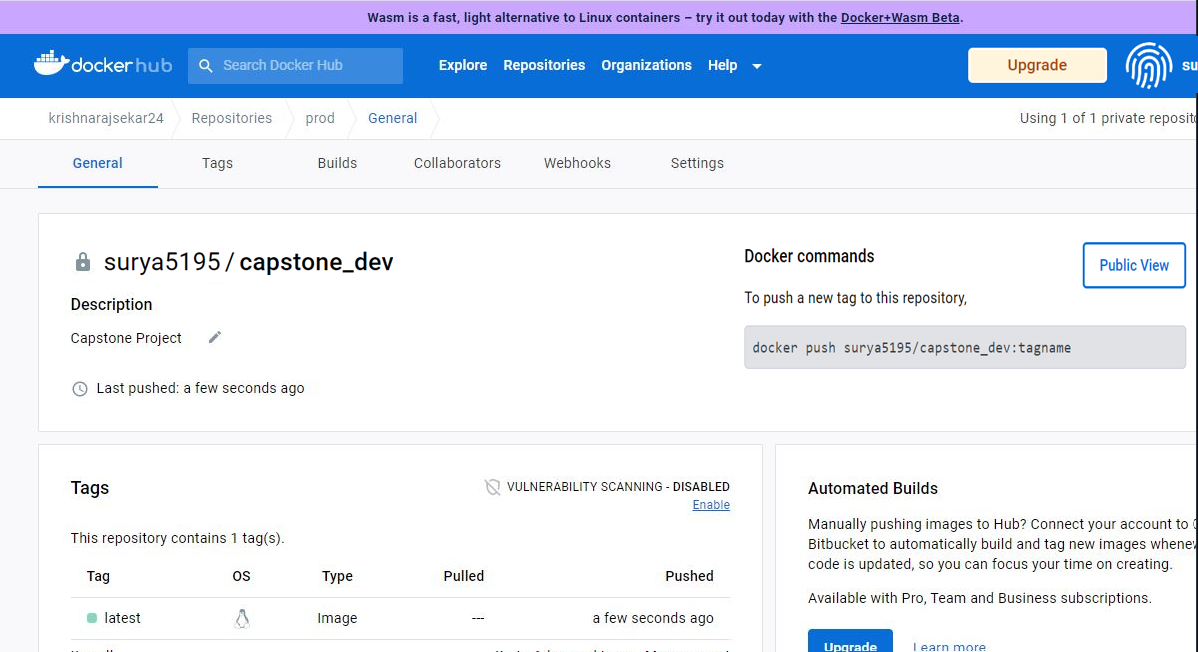 Wasm is a fast, light alternative to Linux containers – try it out today with the Docker+Wasm Beta.
dockerhub Search Docker Hub Explore Repositories Organizations Help Upgrade su
krishnarajsekar24 Repositories prod General Using 1 of 1 private reposito
General Tags Builds Collaborators Webhooks Settings
surya5195 / capstone_dev
Description
Capstone Project
Last pushed: a few seconds ago
Docker commands
Public View
To push a new tag to this repository,
docker push surya5195/capstone_dev:tagname
Tags
VULNERABILITY SCANNING - DISABLED
Enable
This repository contains 1 tag(s).
Tag OS Type Pulled Pushed
latest Image --- a few seconds ago
Automated Builds
Manually pushing images to Hub? Connect your account to
Bitbucket to automatically build and tag new images wheneve
code is updated, so you can focus your time on creating.
Available with Pro, Team and Business subscriptions.
Upgrade Learn more